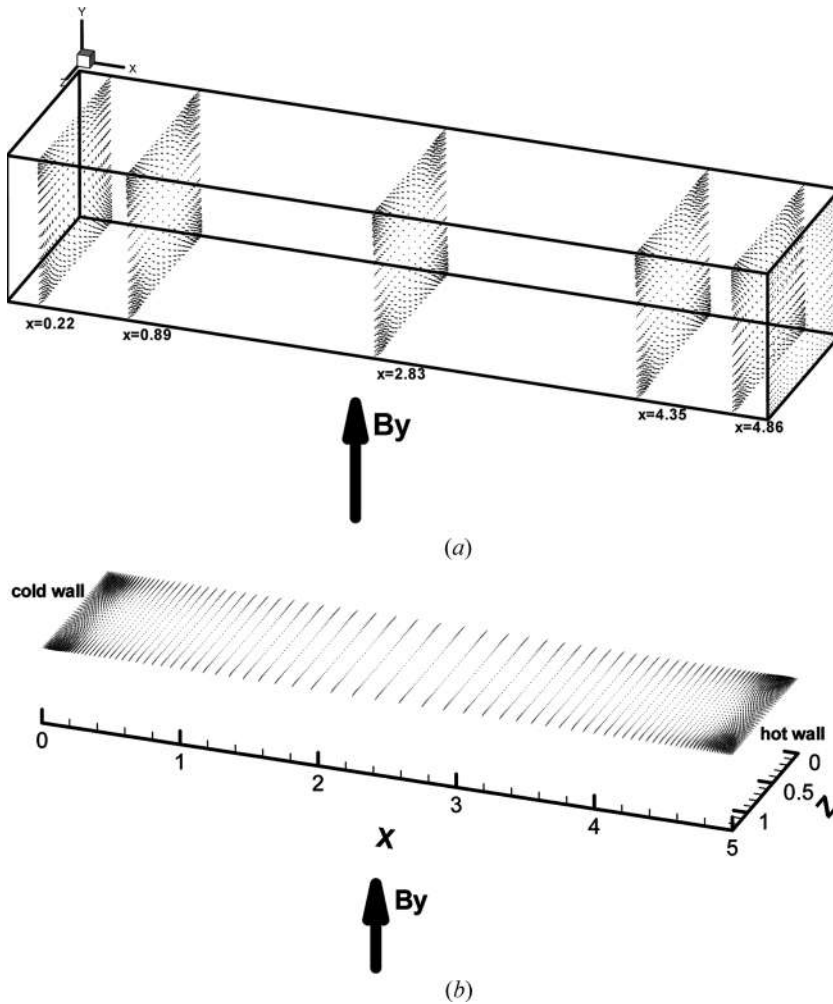 Y
X
Z
x=0.22
x=0.89
x=2.83
x=4.35
x=4.86
By
(a)
cold wall
hot wall
0
1
2
3
4
5
X
0
0.5
1
Z
By
(b)